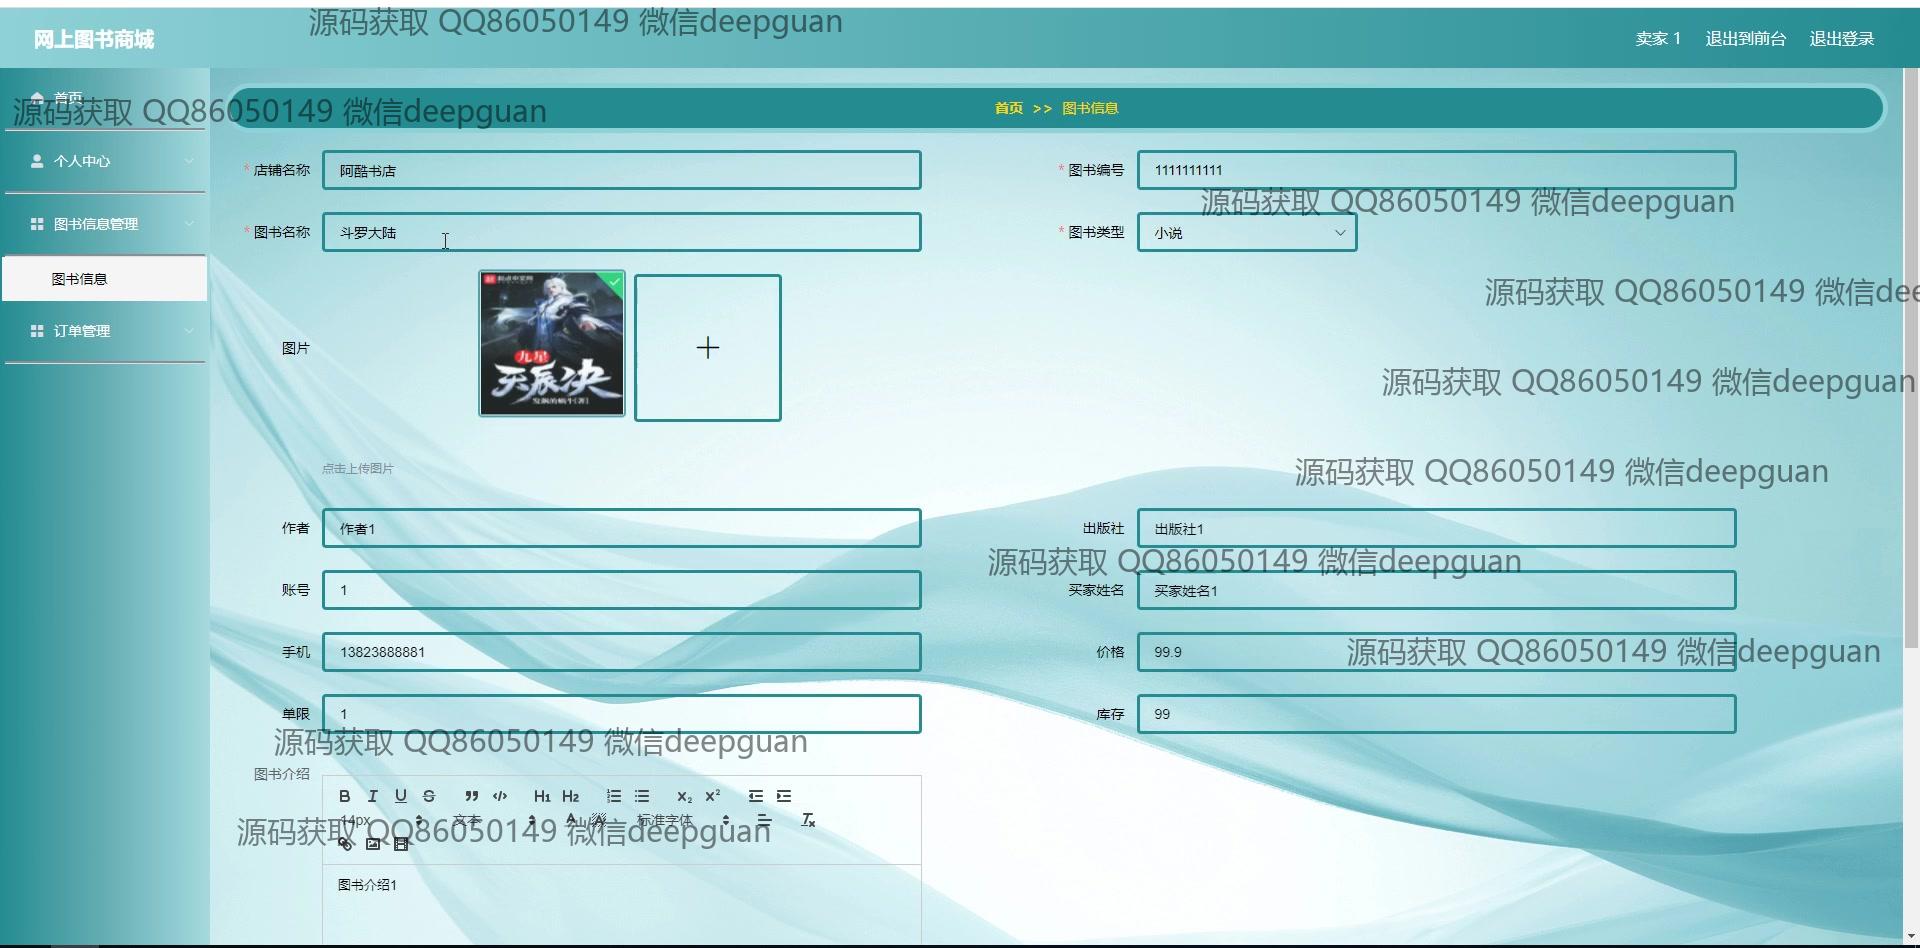 源码获取 QQ86050149 微信deepguan
网上图书商城
卖家 1 退出到前台 退出登录
首页
源码获取 QQ86050149 微信deepguan
首页 >> 图书信息
个人中心
* 店铺名称 阿酷书店
* 图书编号 1111111111
源码获取 QQ86050149 微信deepguan
图书信息管理
* 图书名称 斗罗大陆
* 图书类型 小说
图书信息
源码获取 QQ86050149 微信dee
订单管理
图片
九星
天辰决
+
源码获取 QQ86050149 微信deepguan
点击上传图片
源码获取 QQ86050149 微信deepguan
作者 作者1
出版社 出版社1
源码获取 QQ86050149 微信deepguan
账号 1
买家姓名 买家姓名1
手机 13823888881
价格 99.9
源码获取 QQ86050149 微信deepguan
单限 1
库存 99
源码获取 QQ86050149 微信deepguan
图书介绍
B I U S ” </> H1 H2 X2 X²
14px 文本 A 标准字体
源码获取 QQ86050149 微信deepguan
图书介绍1